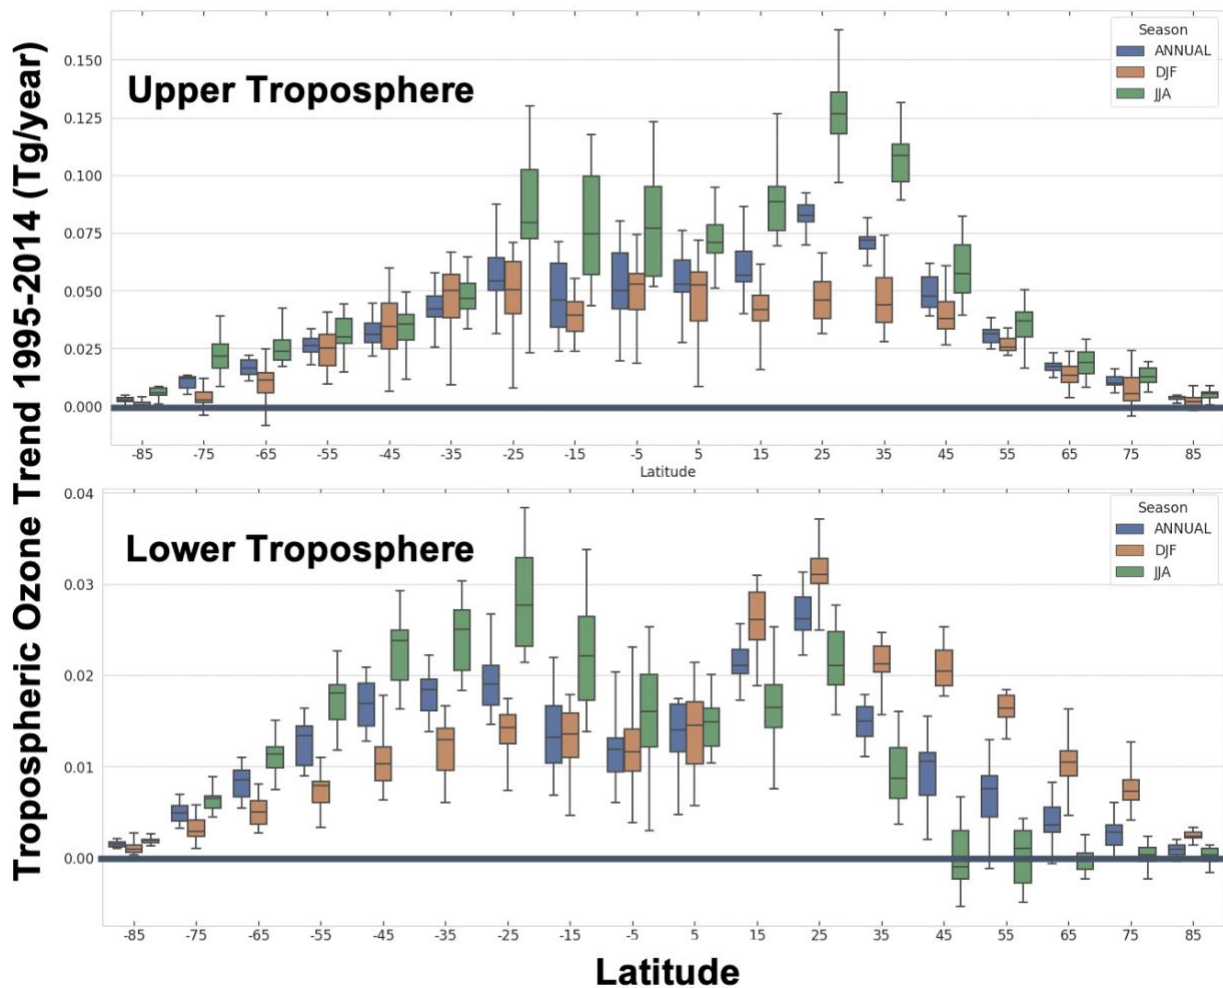 Tropospheric Ozone Trend 1995-2014 (Tg/year)
Upper Troposphere
Season
ANNUAL
DJF
JJA
0.150
0.125
0.100
0.075
0.050
0.025
0.000
-85 -75 -65 -55 -45 -35 -25 -15 -5 5 15 25 35 45 55 65 75 85
Latitude
Lower Troposphere
Season
ANNUAL
DJF
JJA
0.04
0.03
0.02
0.01
0.00
-85 -75 -65 -55 -45 -35 -25 -15 -5 5 15 25 35 45 55 65 75 85
Latitude